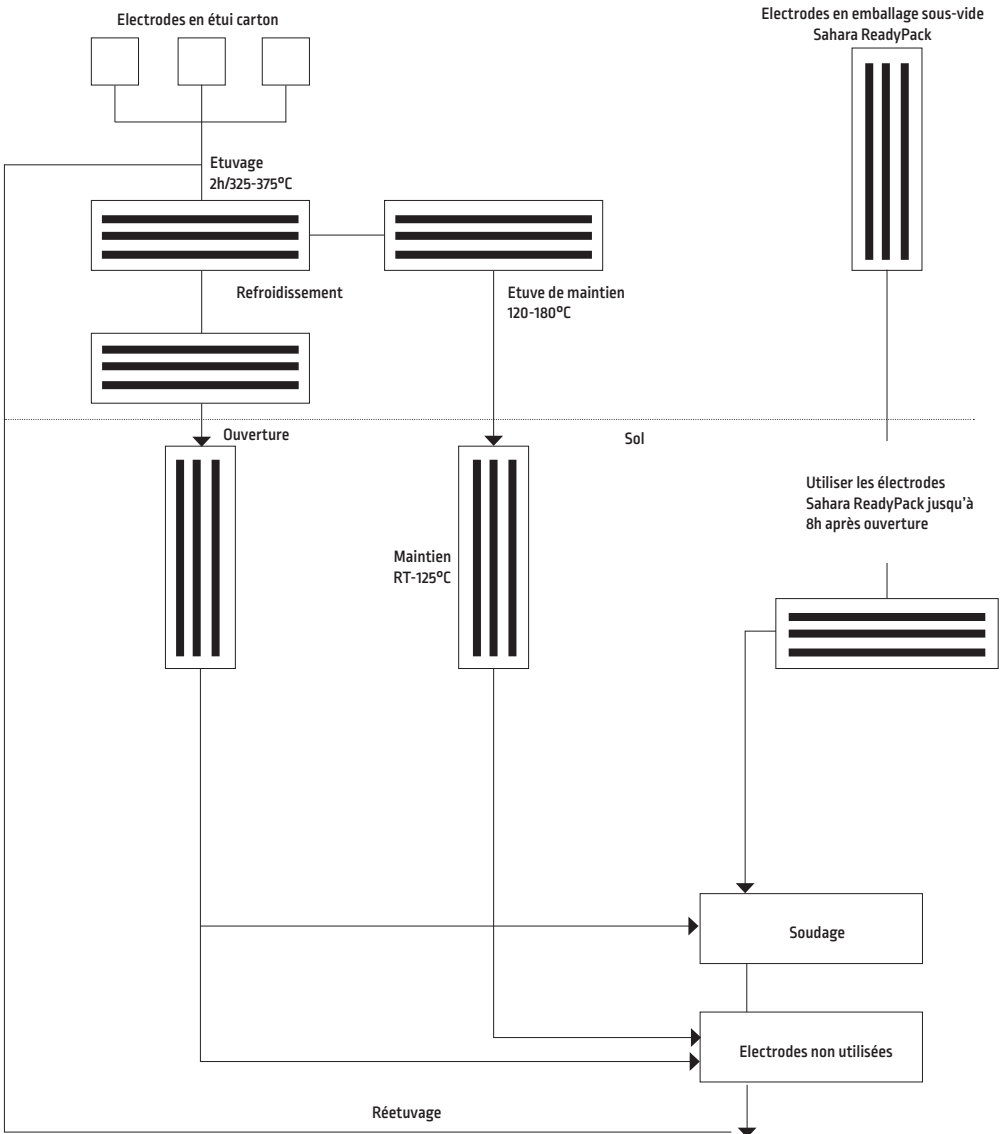 Electrodes en étui carton
Electrodes en emballage sous-vide
Sahara ReadyPack
Etuvage
2h/325-375°C
Refroidissement
Etuve de maintien
120-180°C
Ouverture
Sol
Utiliser les électrodes
Sahara ReadyPack jusqu'à
8h après ouverture
Maintien
RT-125°C
Soudage
Electrodes non utilisées
Réetuvage